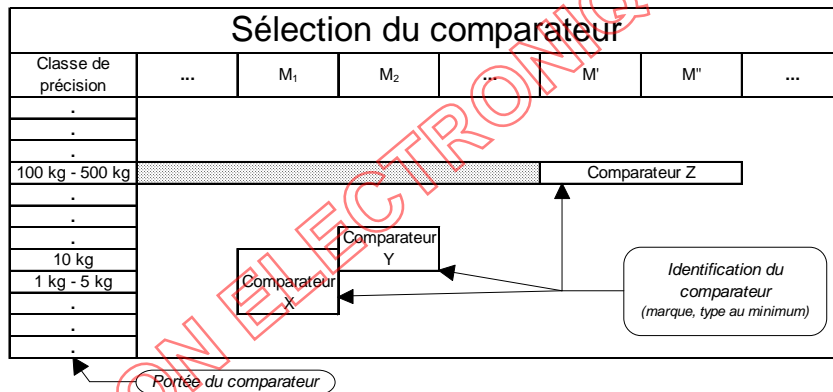 Sélection du comparateur
Classe de précision ... M₁ M₂ ... M' M" ...
.
.
.
100 kg - 500 kg Comparateur Z
.
.
.
Comparateur Y
10 kg
1 kg - 5 kg
Comparateur X
.
.
.
Identification du
comparateur
(marque, type au minimum)
Portée du comparateur
ON ELECTRONIQ